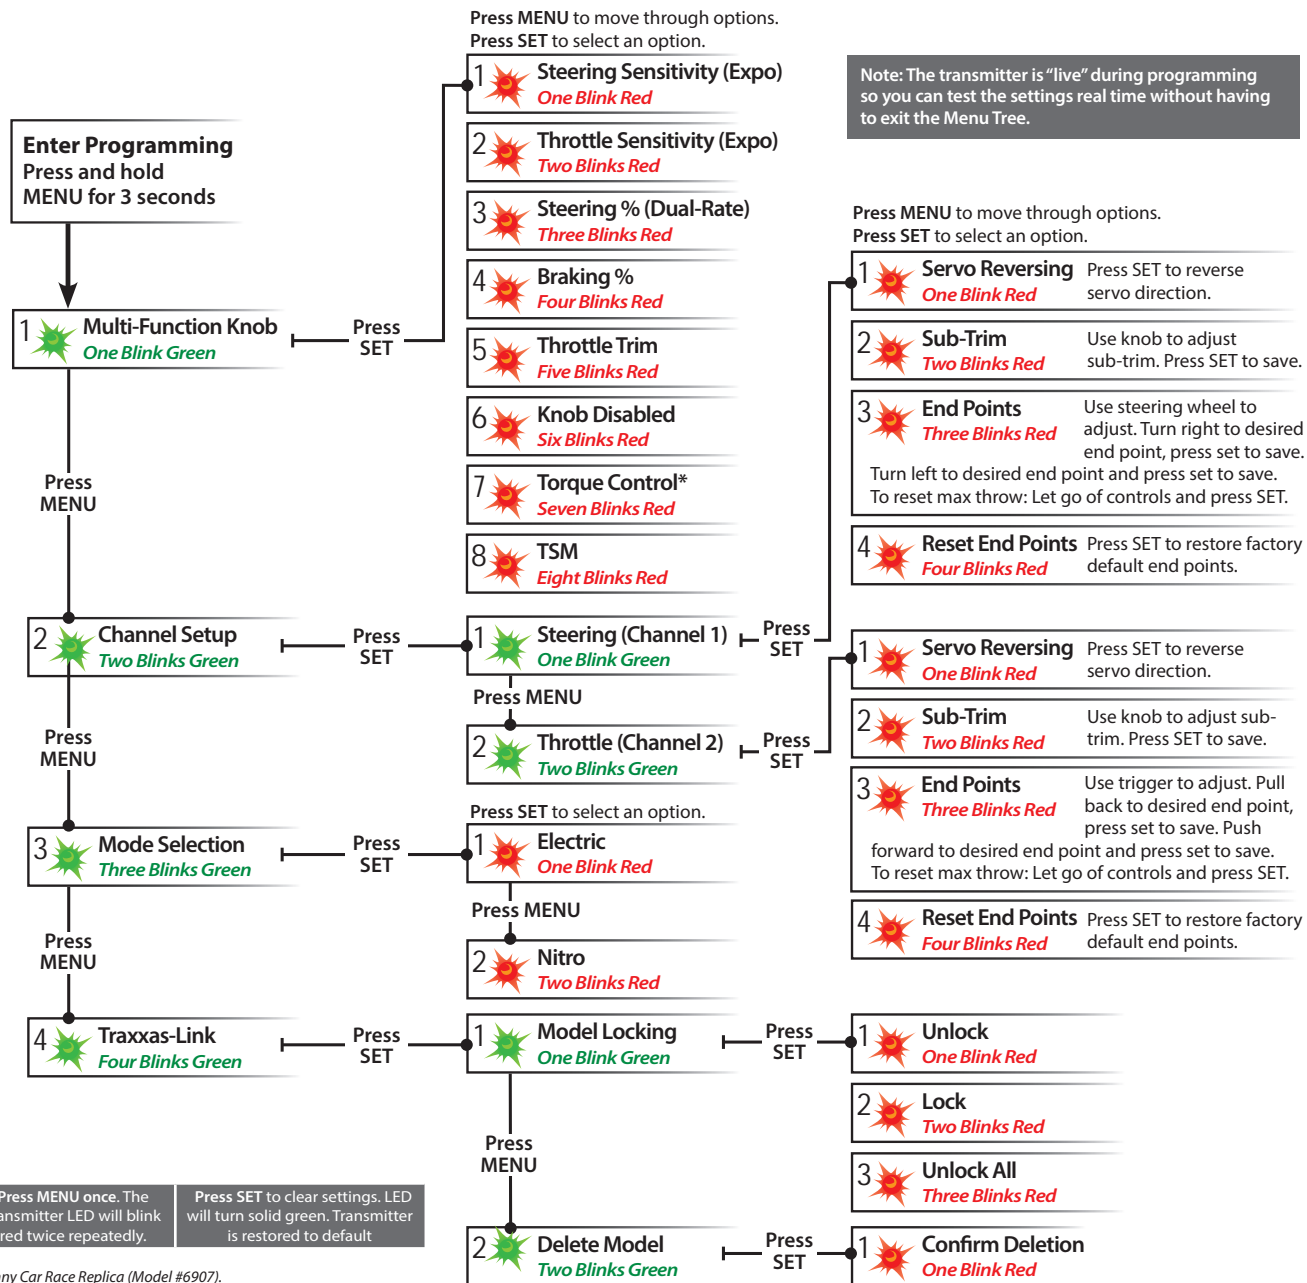 Press MENU to move through options.
Press SET to select an option.
1 Steering Sensitivity (Expo)
One Blink Red
2 Throttle Sensitivity (Expo)
Two Blinks Red
3 Steering % (Dual-Rate)
Three Blinks Red
4 Braking %
Four Blinks Red
5 Throttle Trim
Five Blinks Red
6 Knob Disabled
Six Blinks Red
7 Torque Control*
Seven Blinks Red
8 TSM
Eight Blinks Red
Note: The transmitter is “live” during programming
so you can test the settings real time without having
to exit the Menu Tree.
Enter Programming
Press and hold
MENU for 3 seconds
1 Multi-Function Knob
One Blink Green
Press
SET
Press
MENU
2 Channel Setup
Two Blinks Green
Press
SET
1 Steering (Channel 1)
One Blink Green
Press
SET
Press MENU
2 Throttle (Channel 2)
Two Blinks Green
Press
SET
Press MENU to move through options.
Press SET to select an option.
1 Servo Reversing Press SET to reverse
One Blink Red servo direction.
2 Sub-Trim Use knob to adjust
Two Blinks Red sub-trim. Press SET to save.
3 End Points Use steering wheel to
Three Blinks Red adjust. Turn right to desired
end point, press set to save.
Turn left to desired end point and press set to save.
To reset max throw: Let go of controls and press SET.
4 Reset End Points Press SET to restore factory
Four Blinks Red default end points.
1 Servo Reversing Press SET to reverse
One Blink Red servo direction.
2 Sub-Trim Use knob to adjust sub-
Two Blinks Red trim. Press SET to save.
3 End Points Use trigger to adjust. Pull
Three Blinks Red back to desired end point,
press set to save. Push
forward to desired end point and press set to save.
To reset max throw: Let go of controls and press SET.
4 Reset End Points Press SET to restore factory
Four Blinks Red default end points.
Press
MENU
3 Mode Selection
Three Blinks Green
Press
SET
Press SET to select an option.
1 Electric
One Blink Red
Press MENU
2 Nitro
Two Blinks Red
Press
MENU
4 Traxxas-Link
Four Blinks Green
Press
SET
1 Model Locking
One Blink Green
Press
SET
1 Unlock
One Blink Red
2 Lock
Two Blinks Red
3 Unlock All
Three Blinks Red
Press
MENU
2 Delete Model
Two Blinks Green
Press
SET
1 Confirm Deletion
One Blink Red
Press MENU once. The
ansmitter LED will blink
red twice repeatedly.
Press SET to clear settings. LED
will turn solid green. Transmitter
is restored to default
ny Car Race Replica (Model #6907).